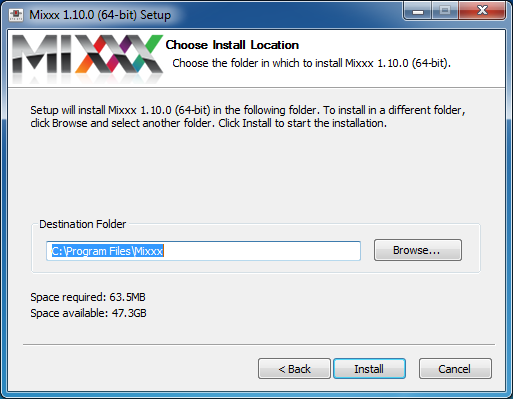 Mixxx 1.10.0 (64-bit) Setup
MIXXX
Choose Install Location
Choose the folder in which to install Mixxx 1.10.0 (64-bit).
Setup will install Mixxx 1.10.0 (64-bit) in the following folder. To install in a different folder,
click Browse and select another folder. Click Install to start the installation.
Destination Folder
C:\Program Files\Mixxx
Browse...
Space required: 63.5MB
Space available: 47.3GB
< Back
Install
Cancel